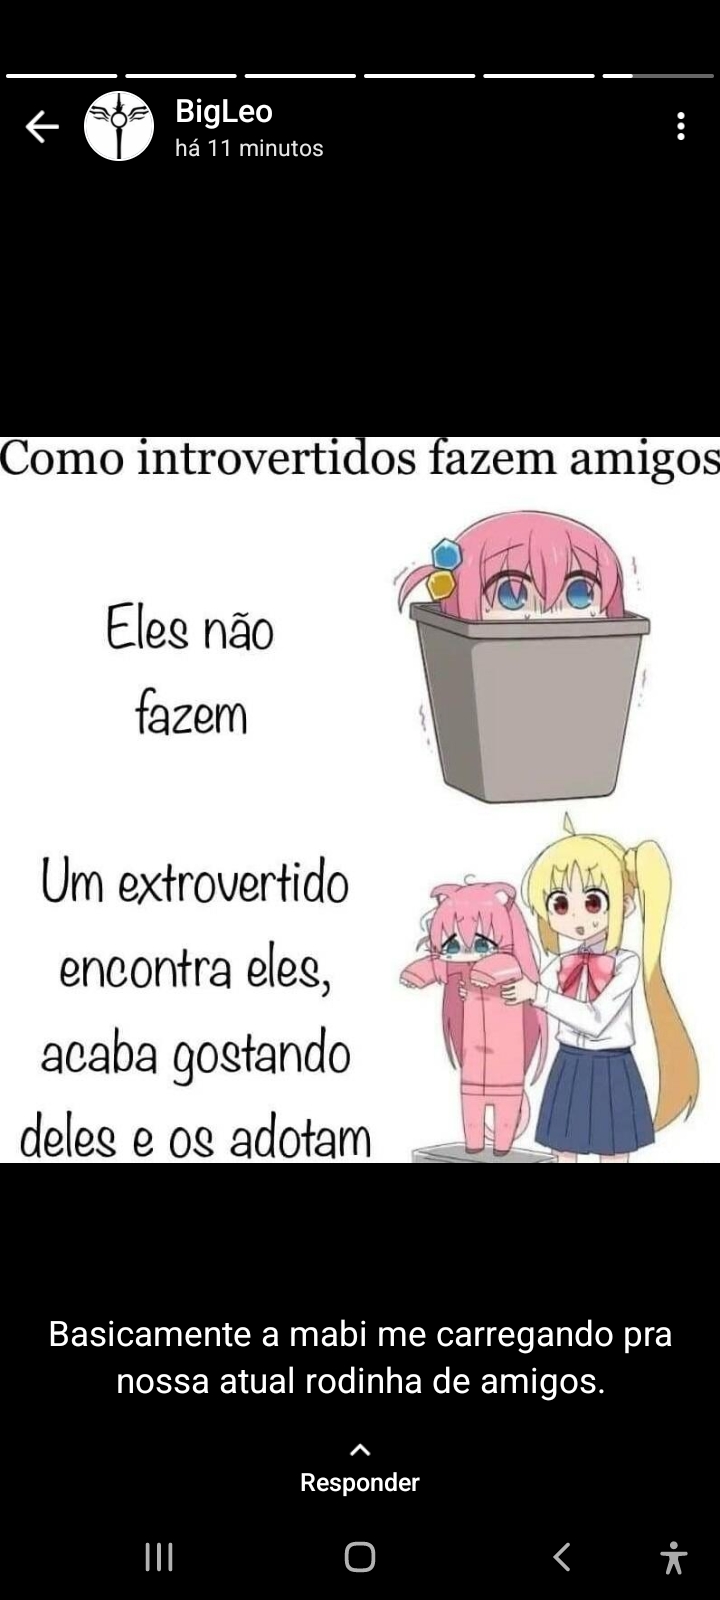 BigLeo
há 11 minutos
Como introvertidos fazem amigos
Eles não
fazem
Um extrovertido
encontra eles,
acaba gostando
deles e os adotam
Basicamente a mabi me carregando pra
nossa atual rodinha de amigos.
Responder